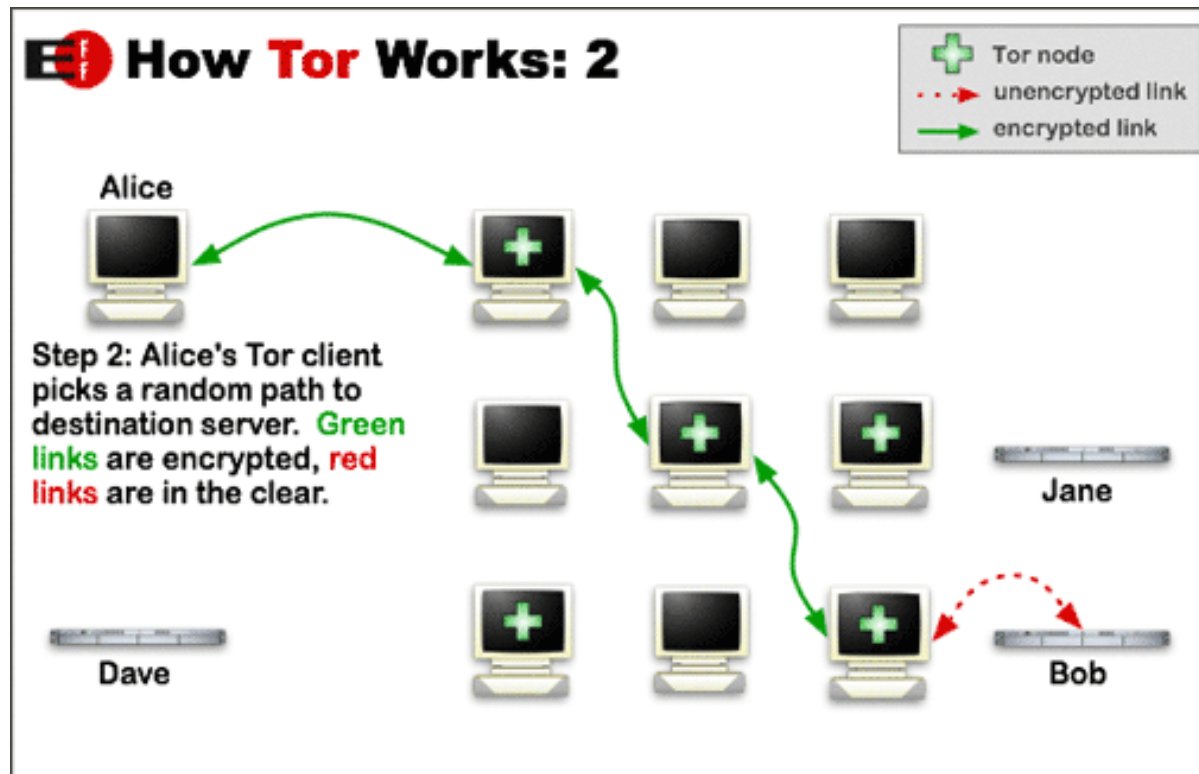 EFF How Tor Works: 2
Tor node
unencrypted link
encrypted link
Alice
Step 2: Alice's Tor client
picks a random path to
destination server. Green
links are encrypted, red
links are in the clear.
Jane
Dave
Bob